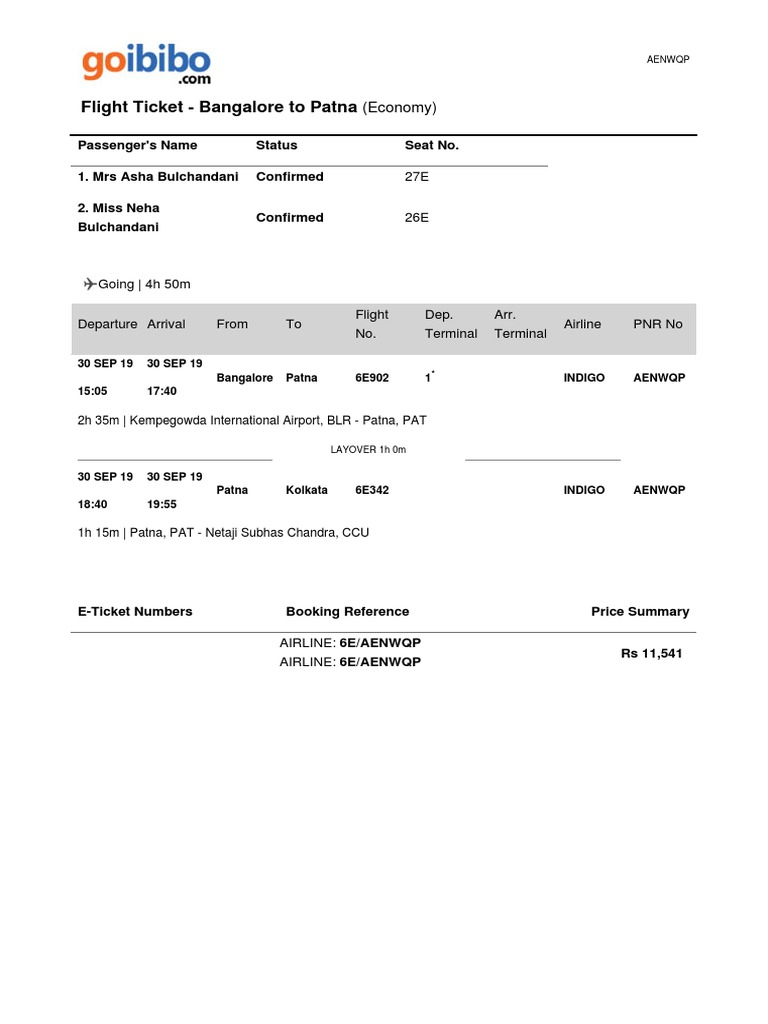 goibibo
.com
AENWQP
Flight Ticket - Bangalore to Patna (Economy)
Passenger's Name Status Seat No.
1. Mrs Asha Bulchandani Confirmed 27E
2. Miss Neha
Bulchandani
Confirmed 26E
Going | 4h 50m
Departure Arrival From To Flight No. Dep. Terminal Arr. Terminal Airline PNR No
30 SEP 19 30 SEP 19
Bangalore Patna 6E902 1* INDIGO AENWQP
15:05 17:40
2h 35m | Kempegowda International Airport, BLR - Patna, PAT
LAYOVER 1h 0m
30 SEP 19 30 SEP 19
Patna Kolkata 6E342 INDIGO AENWQP
18:40 19:55
1h 15m | Patna, PAT - Netaji Subhas Chandra, CCU
E-Ticket Numbers Booking Reference Price Summary
AIRLINE: 6E/AENWQP
AIRLINE: 6E/AENWQP
Rs 11,541